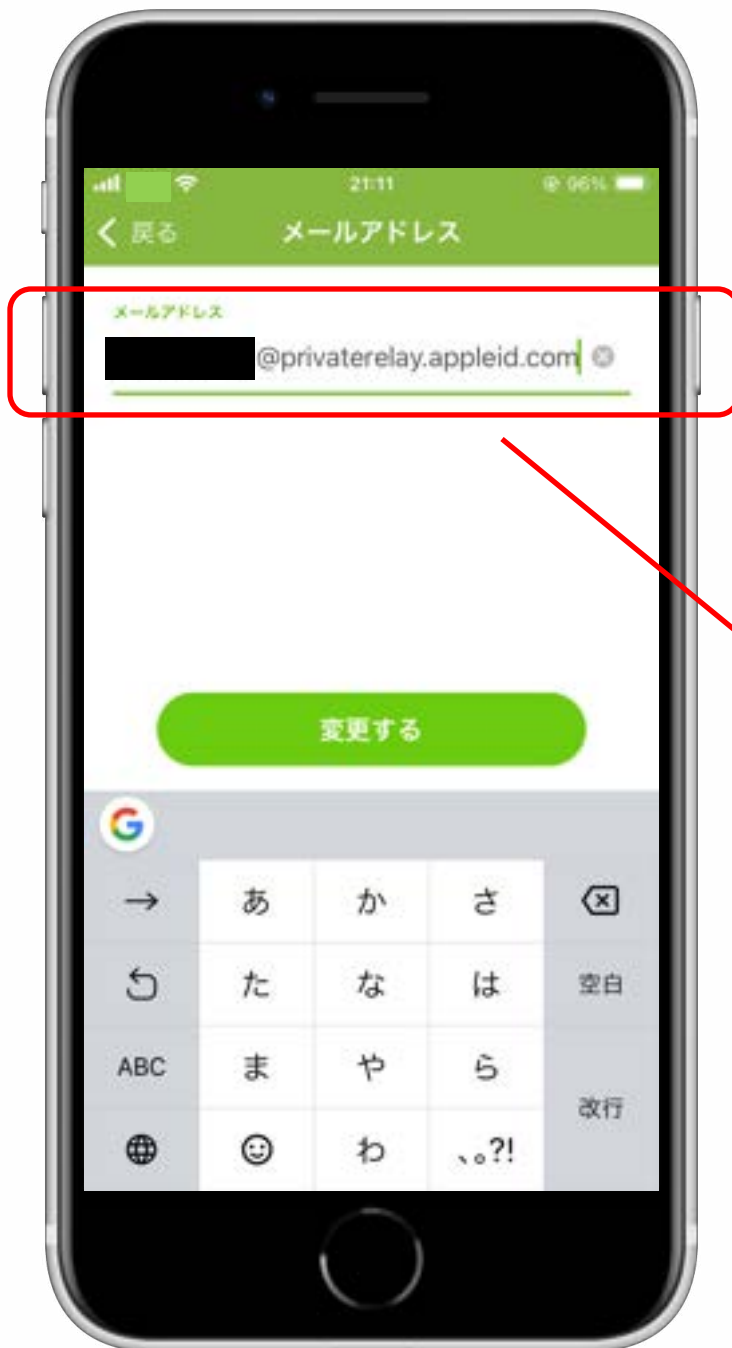 21:11
96%
戻る
メールアドレス
メールアドレス
@privaterelay.appleid.com
変更する
G
→ あ か さ
た な は 空白
ABC ま や ら
改行
わ 、。?!